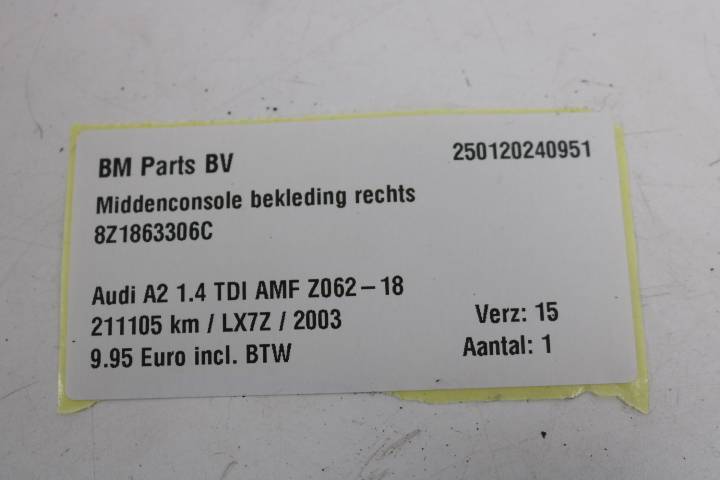 BM Parts BV 250120240951
Middenconsole bekleding rechts
8Z1863306C
Audi A2 1.4 TDI AMF Z062-18
211105 km / LX7Z / 2003 Verz: 15
9.95 Euro incl. BTW Aantal: 1